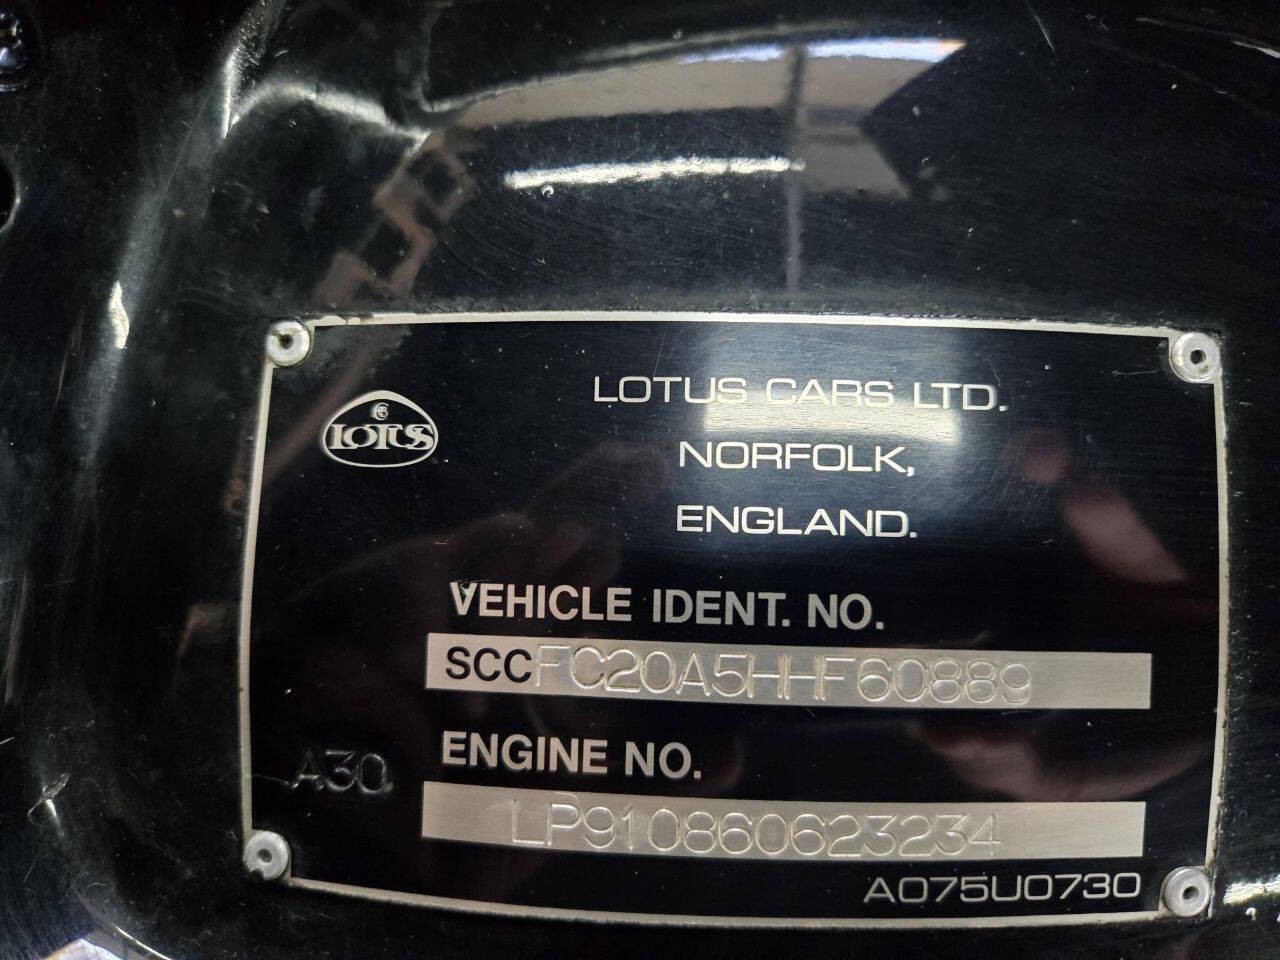 LOTUS
LOTUS CARS LTD.
NORFOLK,
ENGLAND.
VEHICLE IDENT. NO.
SCCFC20A5HHF60889
ENGINE NO.
A30
LP910860623234
A075U0730